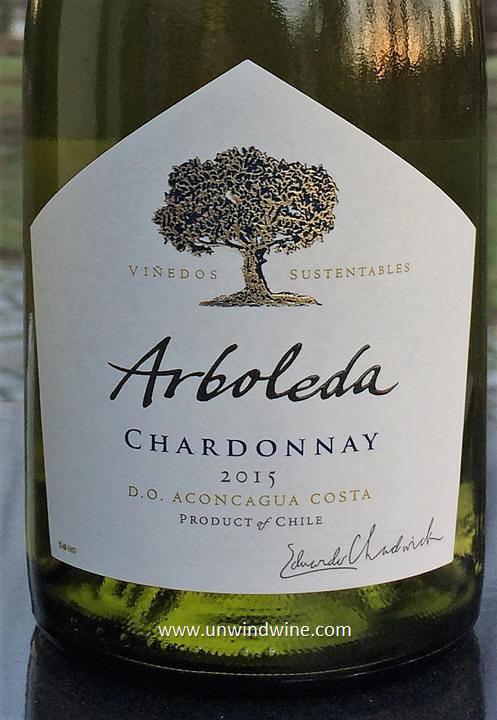 VIÑEDOS SUSTENTABLES
Arboleda
CHARDONNAY
2015
D.O. ACONCAGUA COSTA
PRODUCT of CHILE
Eduardo Chadwick
www.unwindwine.com